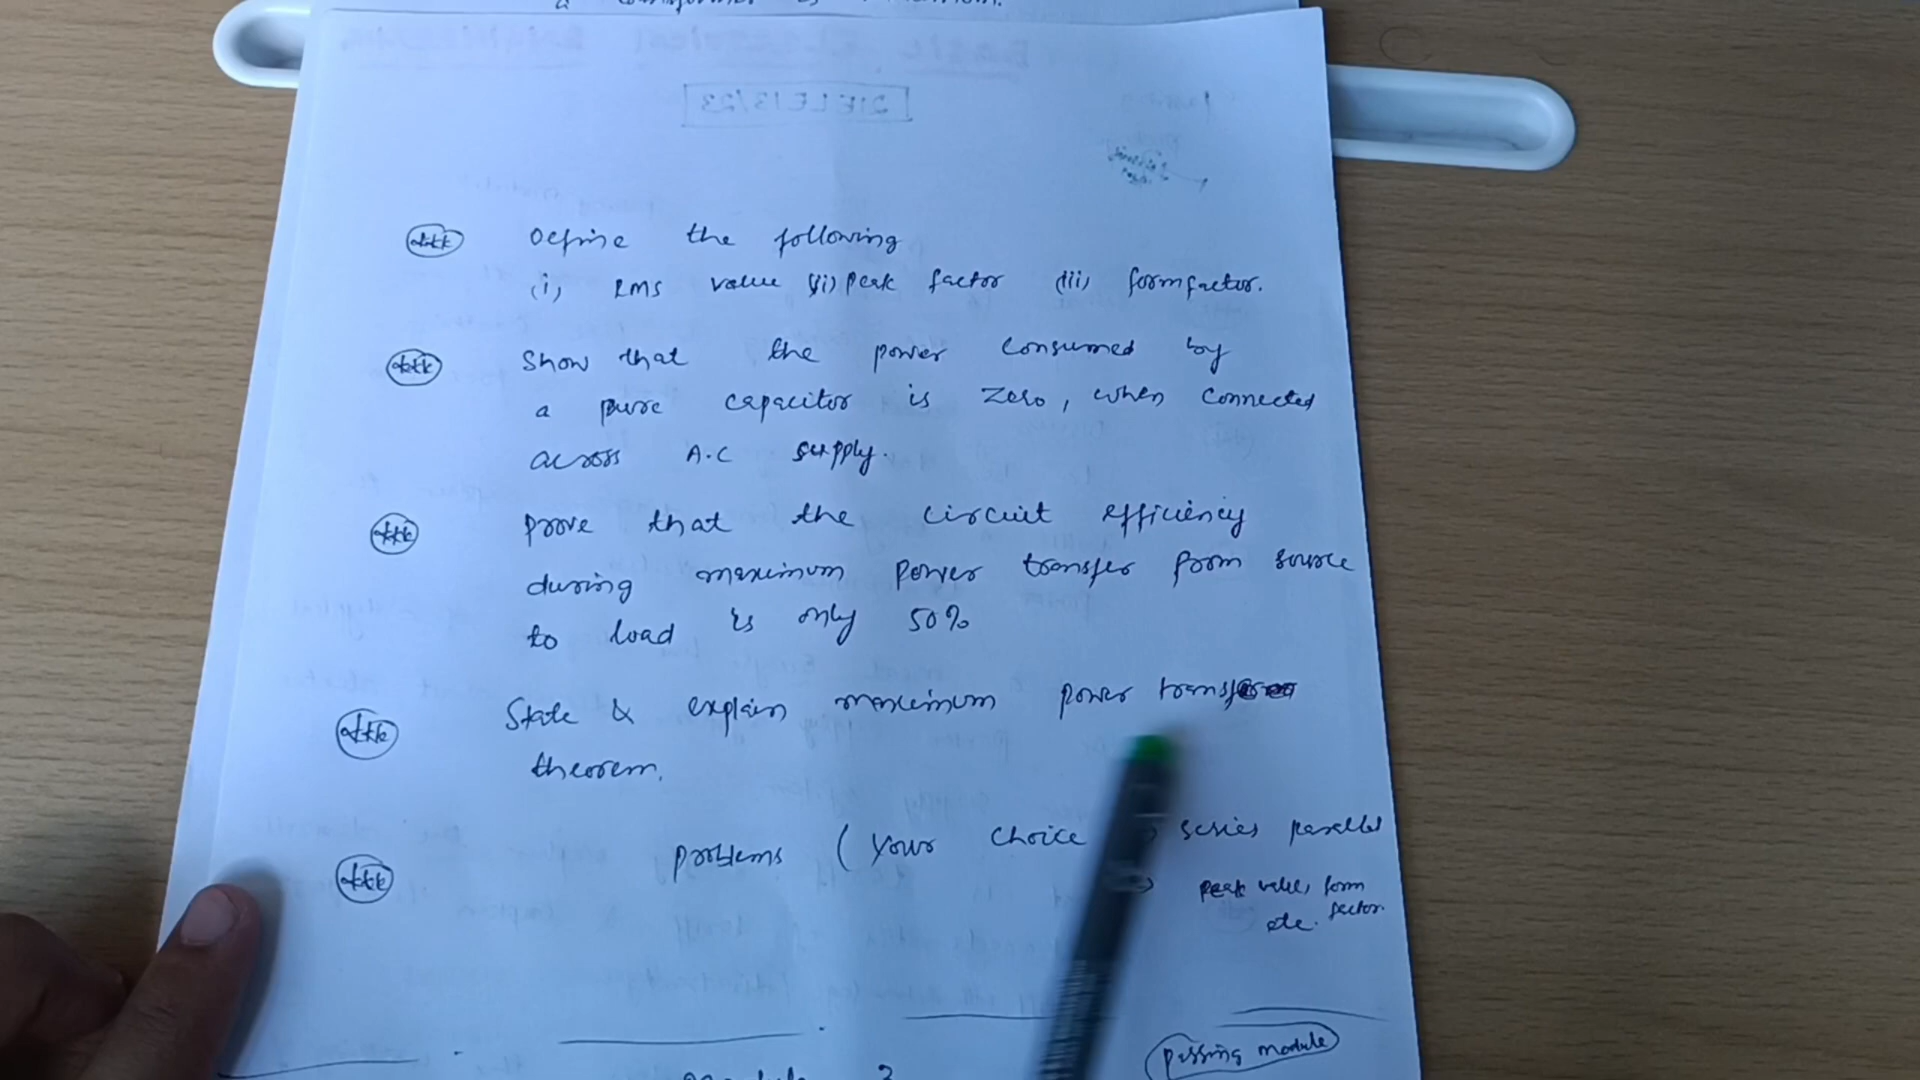 Define the following
(i) RMS value (ii) Peak factor (iii) form factor.
Show that the power consumed by
a pure capacitor is zero, when connected
across A.C supply.
Prove that the circuit efficiency
during maximum power transfer from source
to load is only 50%
State & explain maximum power transfer
theorem.
problems (Your choice series parallel
peak value, form
etc. factor.
passing module